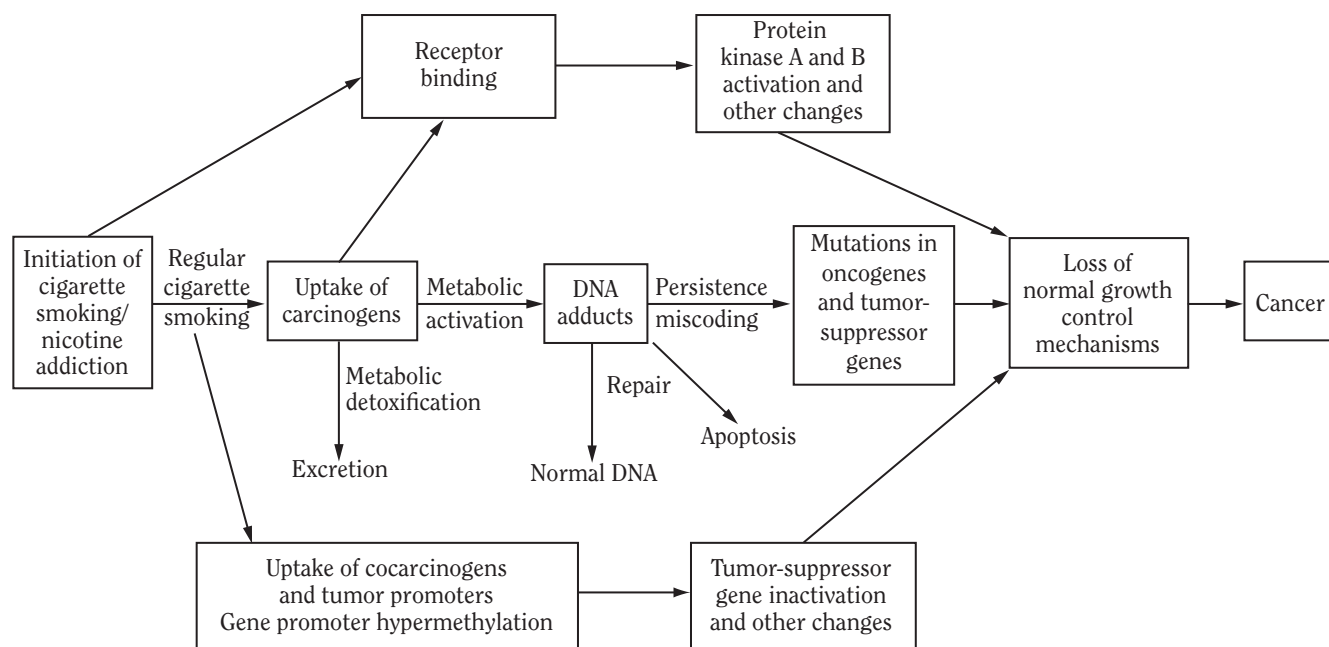 Receptor
binding
Protein
kinase A and B
activation and
other changes
Initiation of
cigarette
smoking/
nicotine
addiction
Regular
cigarette
smoking
Uptake of
carcinogens
Metabolic
activation
DNA
adducts
Persistence
miscoding
Mutations in
oncogenes
and tumor-
suppressor
genes
Loss of
normal growth
control
mechanisms
Cancer
Metabolic
detoxification
Excretion
Repair
Normal DNA
Apoptosis
Uptake of cocarcinogens
and tumor promoters
Gene promoter hypermethylation
Tumor-suppressor
gene inactivation
and other changes